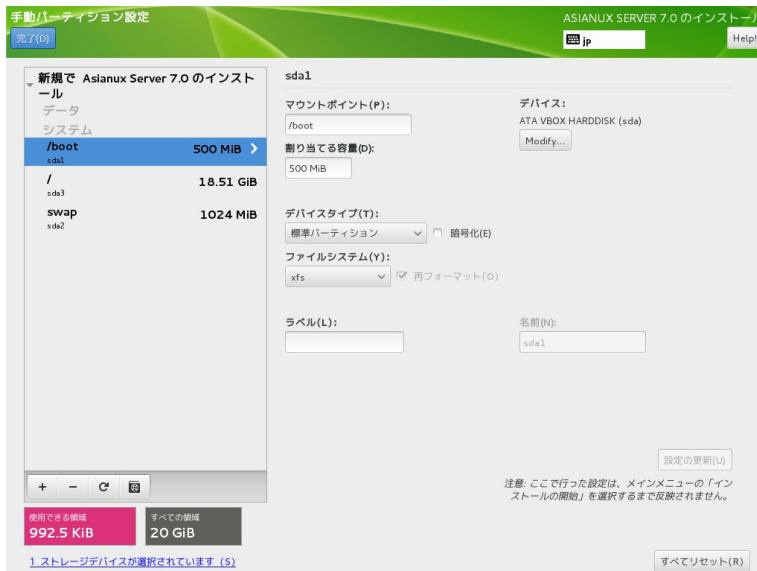 手動パーティション設定
ASIANUX SERVER 7.0 のインストー
完了(D)
jp
Help!
新規で Asianux Server 7.0 のインスト
ール
データ
システム
/boot
500 MiB
sda1
/
18.51 GiB
sda3
swap
1024 MiB
sda2
sda1
マウントポイント(P):
/boot
割り当てる容量(D):
500 MiB
デバイス:
ATA VBOX HARDDISK (sda)
Modify...
デバイスタイプ(T):
標準パーティション
暗号化(E)
ファイルシステム(Y):
xfs
再フォーマット(O)
ラベル(L):
名前(N):
sda1
設定の更新(U)
注意: ここで行った設定は、メインメニューの「イン
ストールの開始」を選択するまで反映されません。
使用できる領域
992.5 KiB
すべての領域
20 GiB
1 ストレージデバイスが選択されています (S)
すべてリセット(R)